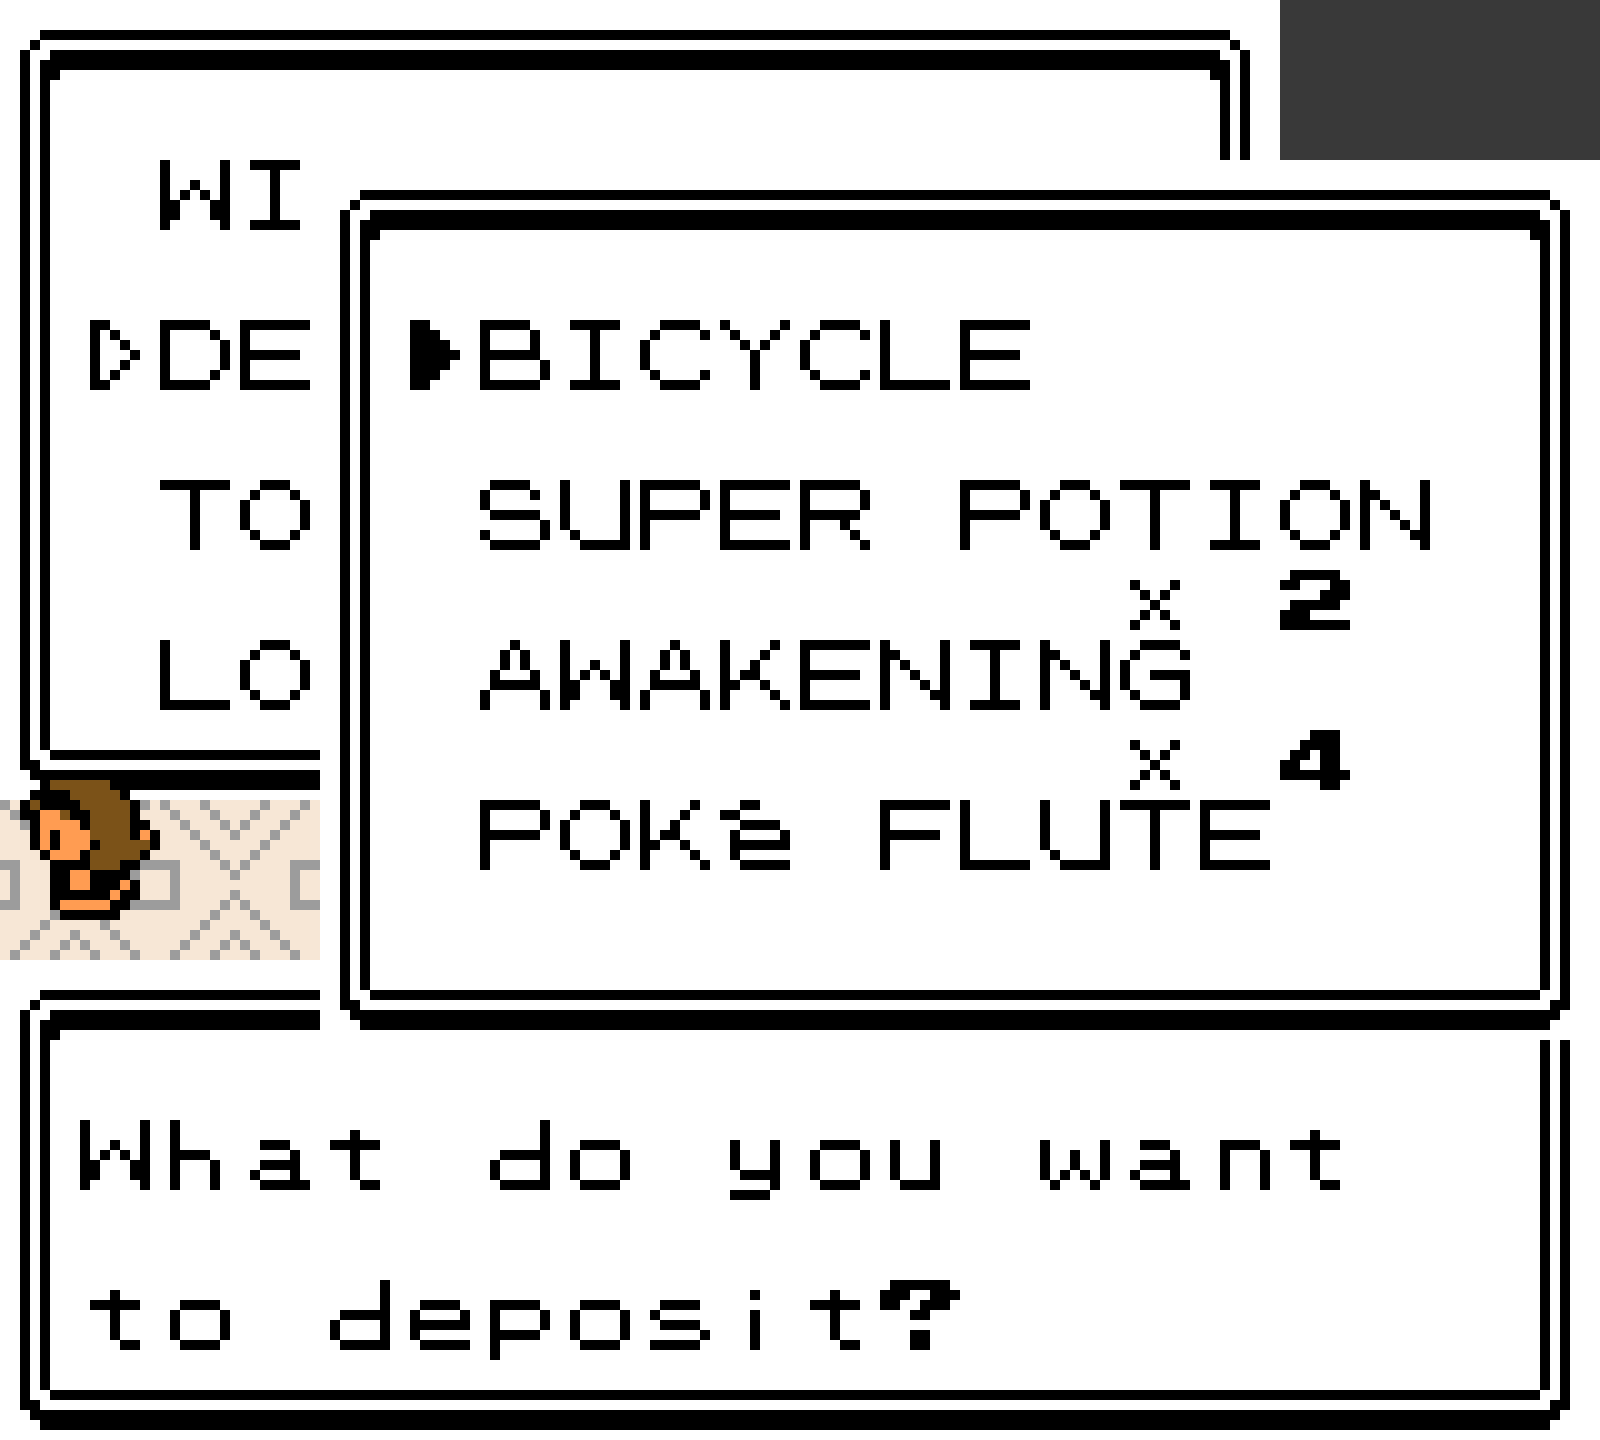 WI
▷DE
TO
LO
▶BICYCLE
SUPER POTION
× 2
AWAKENING
× 4
POKé FLUTE
What do you want
to deposit?